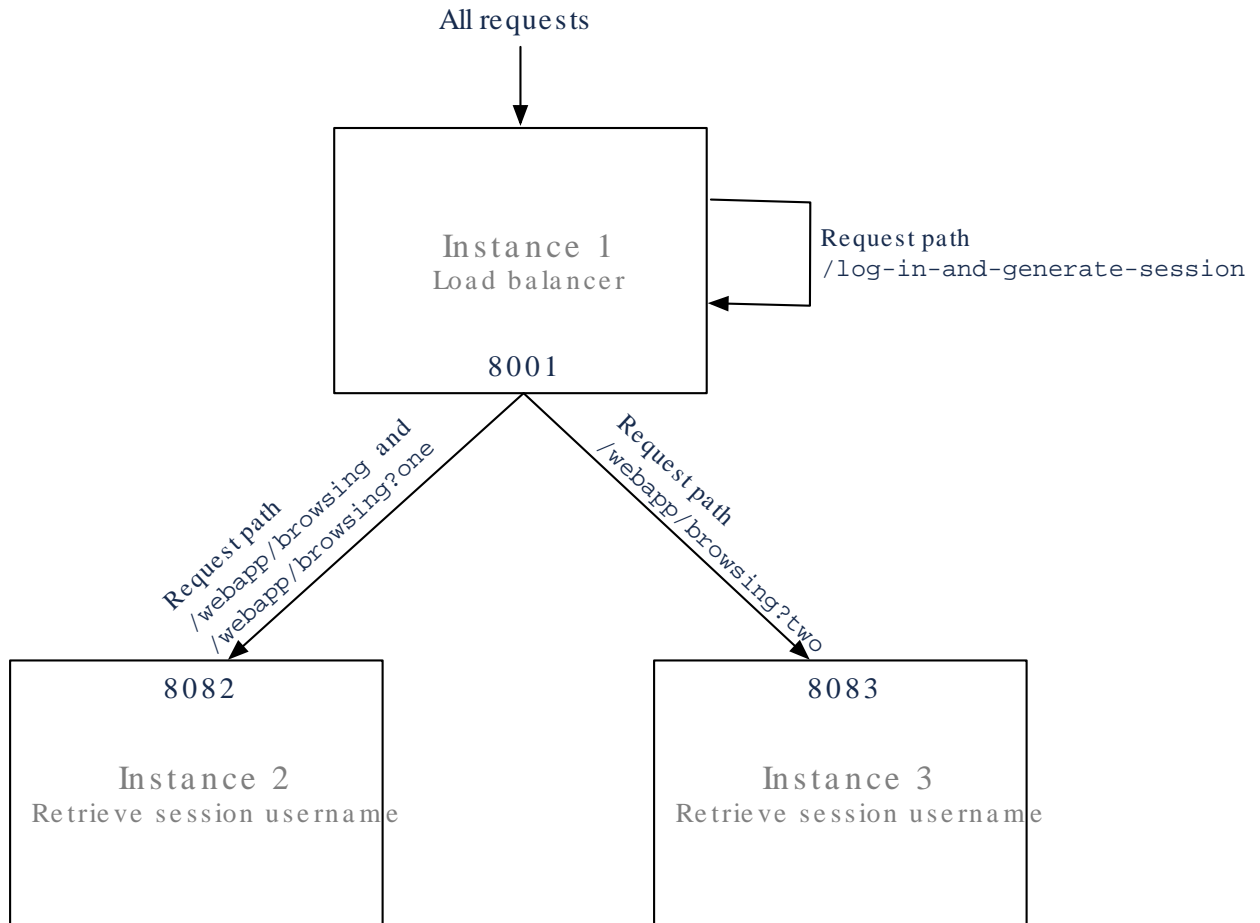 All requests
Instance 1
Load balancer
8001
Request path
/log-in-and-generate-session
Request path
/webapp/browsing and
/webapp/browsing?one
Request path
/webapp/browsing?two
8082
Instance 2
Retrieve session username
8083
Instance 3
Retrieve session username